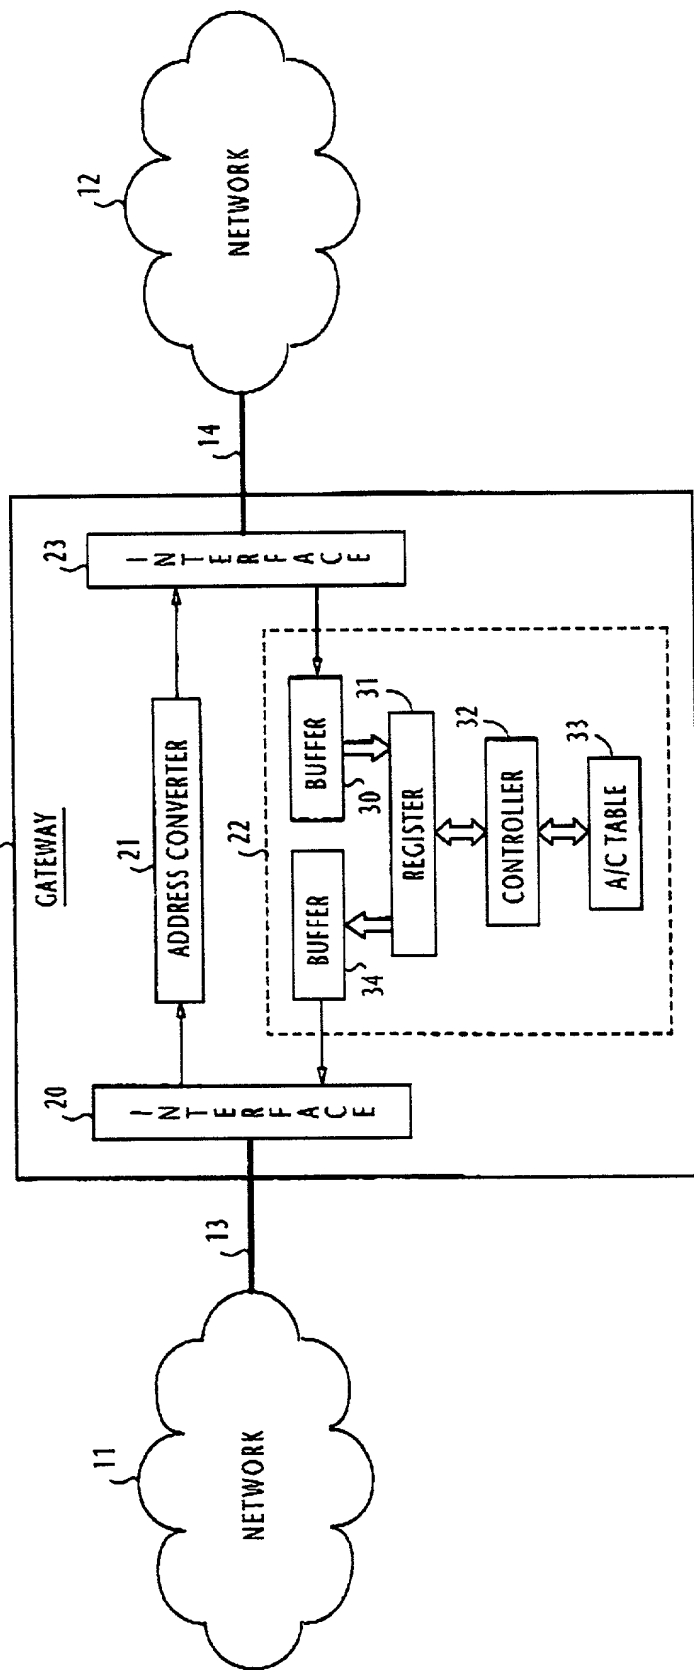 GATEWAY
11
NETWORK
13
20
INTERFACE
21
ADDRESS CONVERTER
23
INTERFACE
14
12
NETWORK
22
BUFFER
34
BUFFER
30
REGISTER
31
CONTROLLER
32
A/C TABLE
33